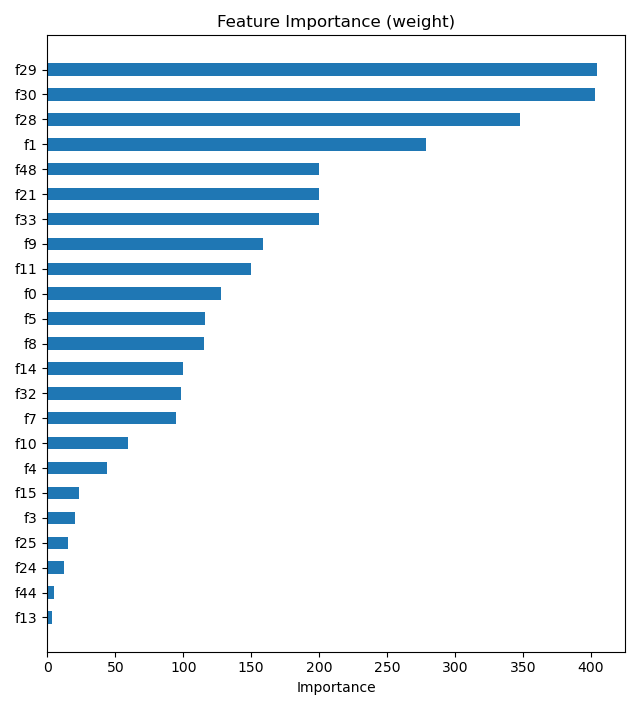 Feature Importance (weight)
f29
f30
f28
f1
f48
f21
f33
f9
f11
f0
f5
f8
f14
f32
f7
f10
f4
f15
f3
f25
f24
f44
f13
0 50 100 150 200 250 300 350 400
Importance